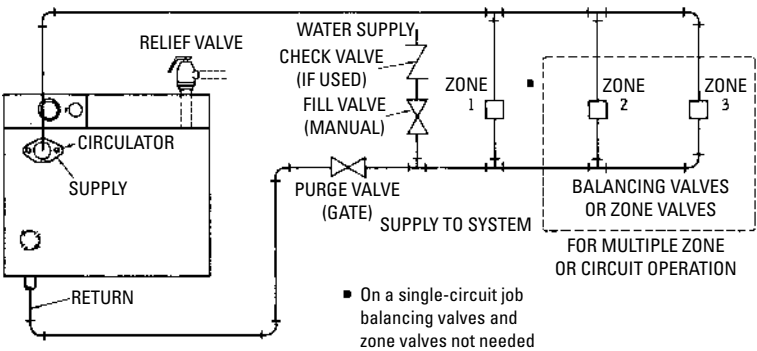 WATER SUPPLY
RELIEF VALVE
CHECK VALVE
(IF USED)
FILL VALVE
(MANUAL)
ZONE
1
ZONE
2
ZONE
3
CIRCULATOR
SUPPLY
PURGE VALVE
(GATE)
SUPPLY TO SYSTEM
BALANCING VALVES
OR ZONE VALVES
FOR MULTIPLE ZONE
OR CIRCUIT OPERATION
RETURN
▪ On a single-circuit job
balancing valves and
zone valves not needed